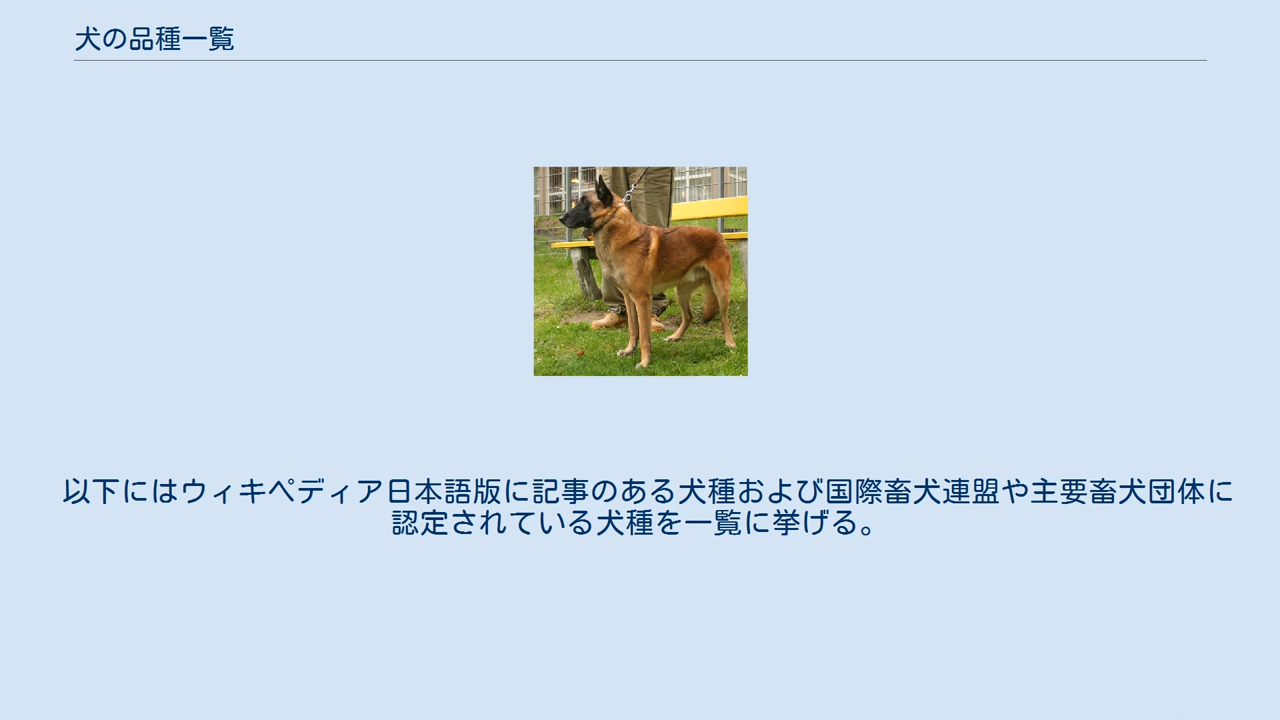 犬の品種一覧
以下にはウィキペディア日本語版に記事のある犬種および国際畜犬連盟や主要畜犬団体に
認定されている犬種を一覧に挙げる。